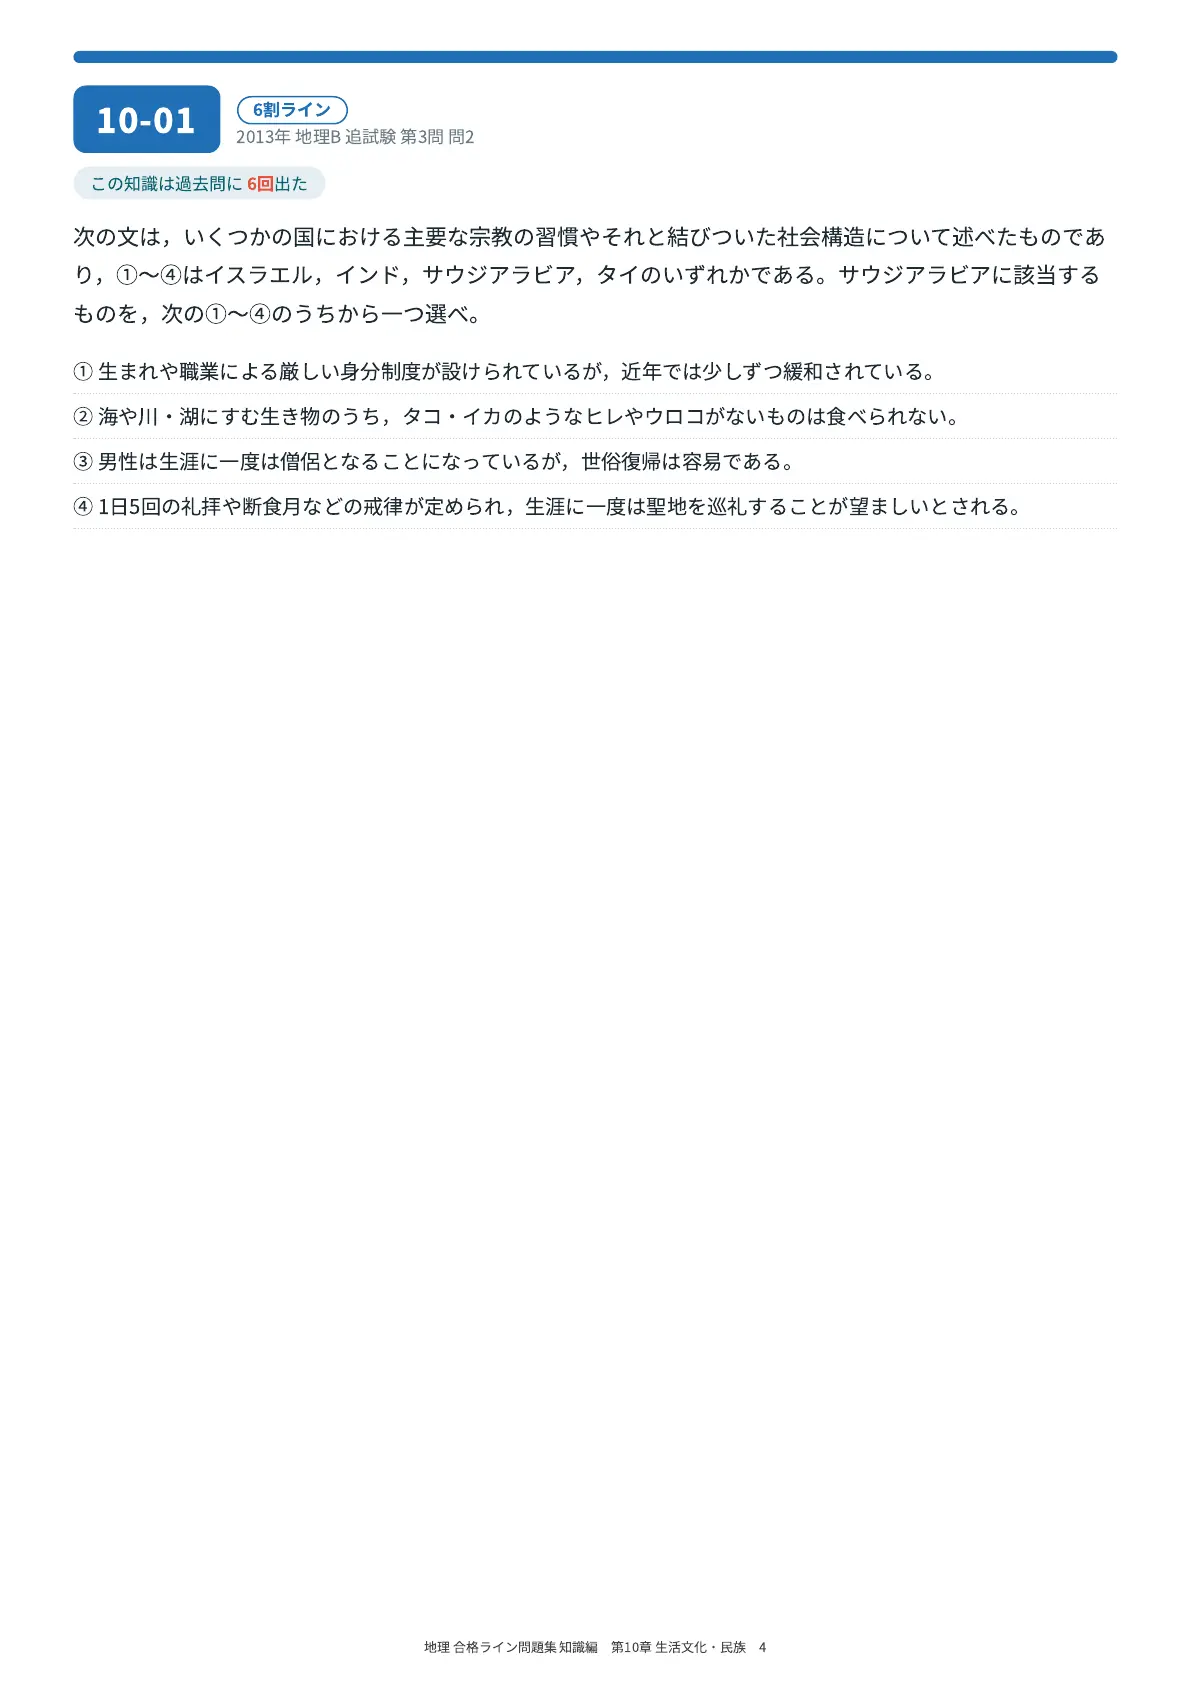 10-01
6割ライン
2013年 地理B 追試験 第3問 問2
この知識は過去問に 6回出た
次の文は，いくつかの国における主要な宗教の習慣やそれと結びついた社会構造について述べたものであ
り，①〜④はイスラエル，インド，サウジアラビア，タイのいずれかである。サウジアラビアに該当する
ものを，次の①〜④のうちから一つ選べ。
① 生まれや職業による厳しい身分制度が設けられているが，近年では少しずつ緩和されている。
② 海や川・湖にすむ生き物のうち，タコ・イカのようなヒレやウロコがないものは食べられない。
③ 男性は生涯に一度は僧侶となることになっているが，世俗復帰は容易である。
④ 1日5回の礼拝や断食月などの戒律が定められ，生涯に一度は聖地を巡礼することが望ましいとされる。
地理 合格ライン問題集 知識編　第10章 生活文化・民族　4